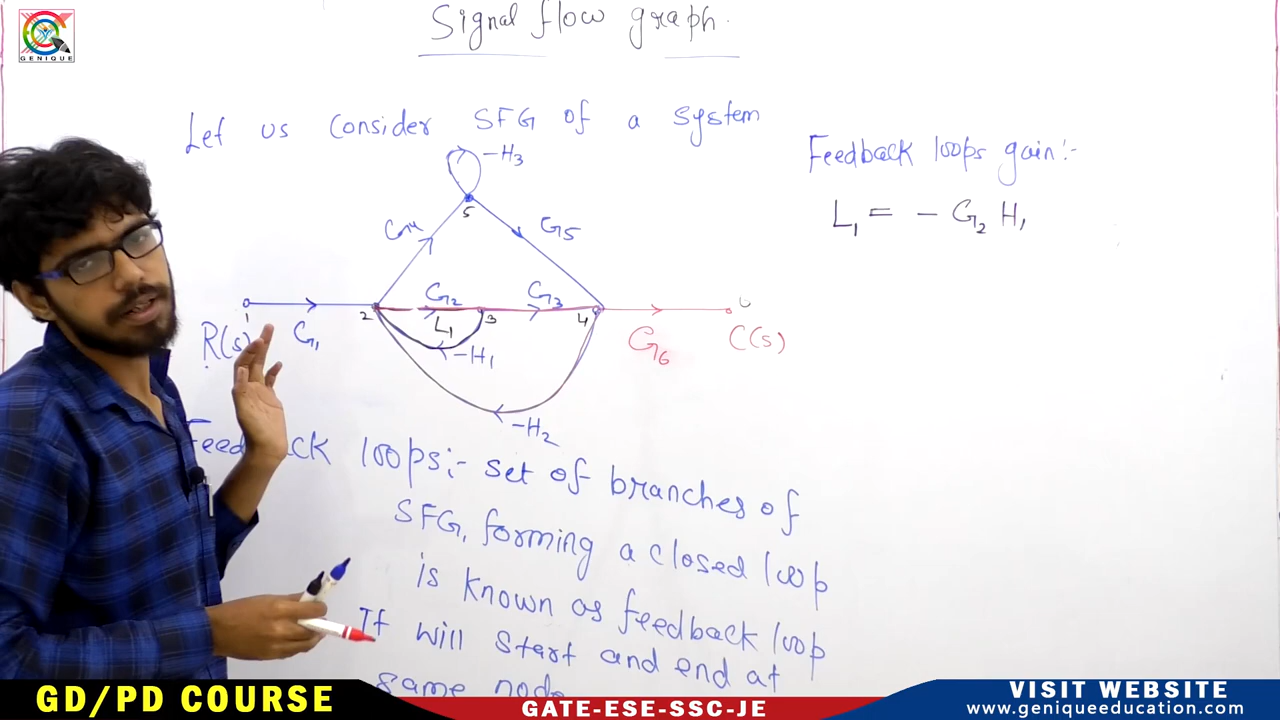 GENIQUE
Signal flow graph.
Let us consider SFG of a system
-H3
5
G4
G5
G2
G3
1
2
L1
3
4
R(s)
G1
-H1
G6
C(s)
-H2
Feedback loops gain:-
L1 = - G2 H1
Feedback loops:- set of branches of
SFG, forming a closed loop
is known as feedback loop
It will start and end at
same node
GD/PD COURSE
GATE-ESE-SSC-JE
VISIT WEBSITE
www.geniqueeducation.com